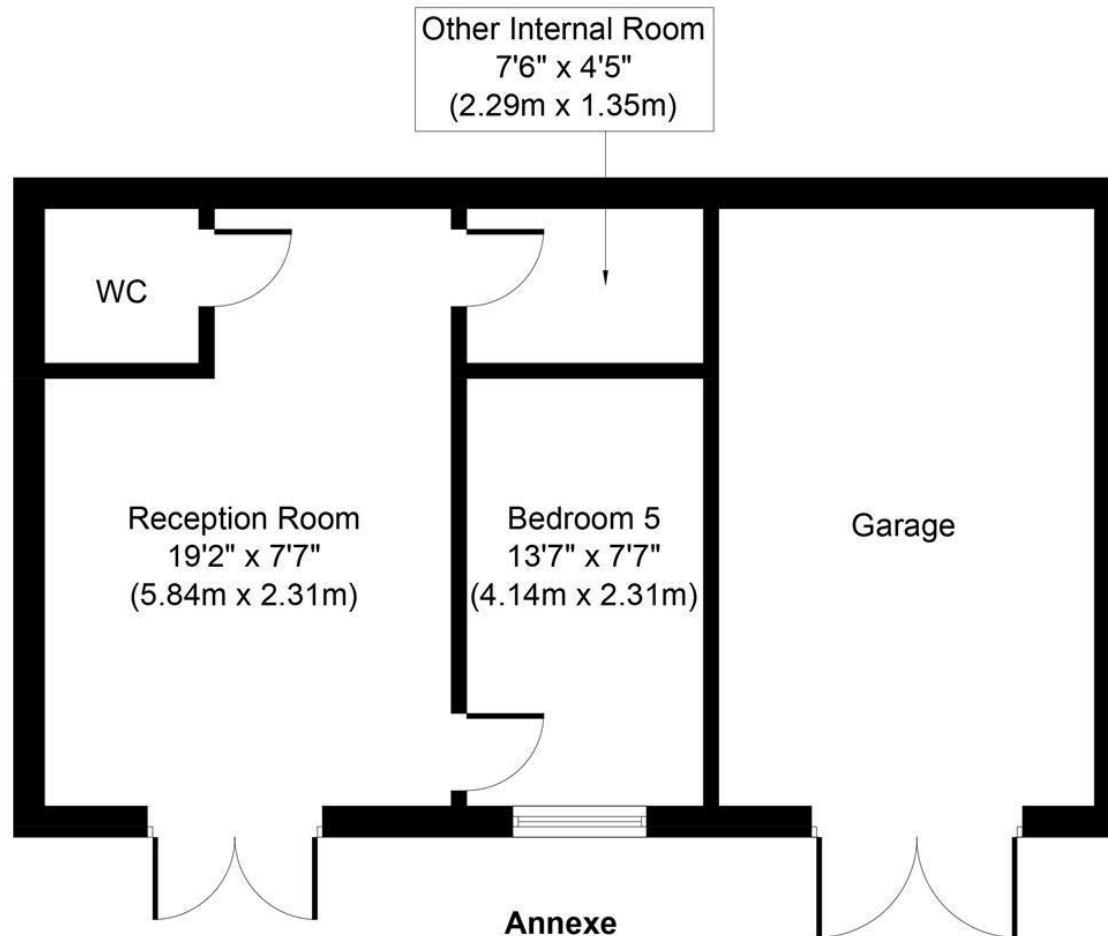 Other Internal Room
7'6" x 4'5"
(2.29m x 1.35m)
WC
Reception Room
19'2" x 7'7"
(5.84m x 2.31m)
Bedroom 5
13'7" x 7'7"
(4.14m x 2.31m)
Garage
Annexe